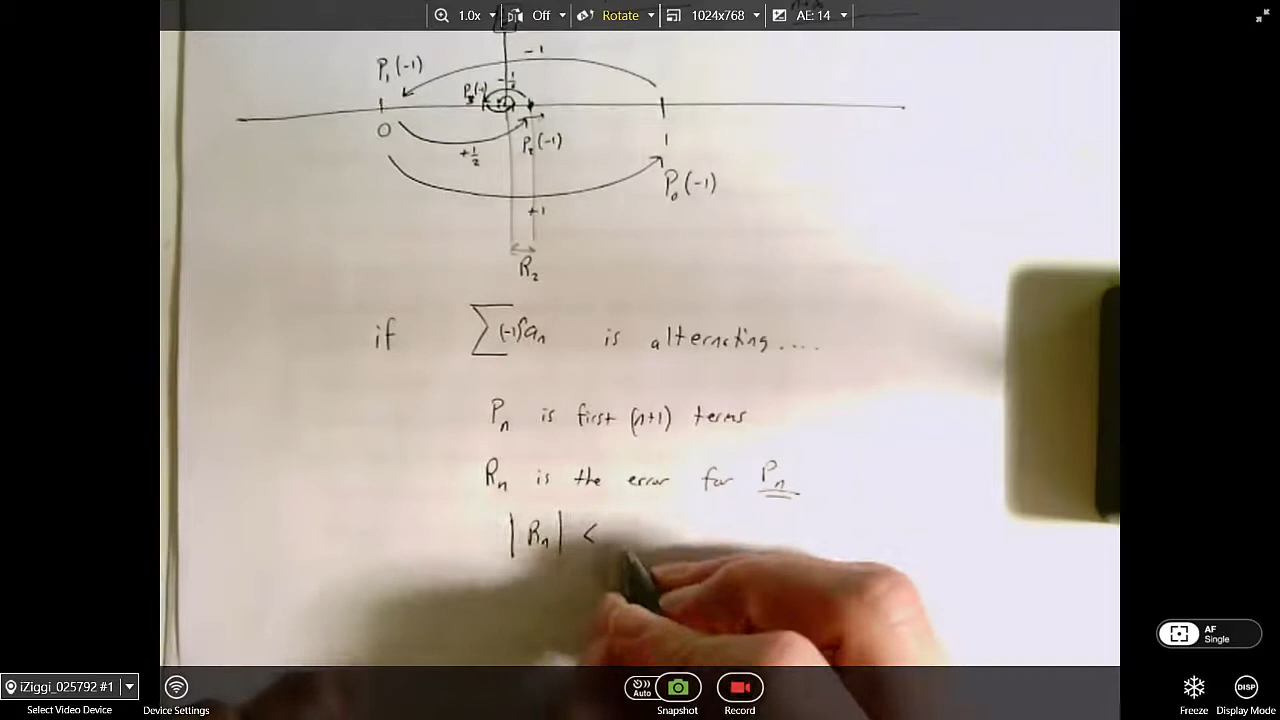 1.0x Off Rotate 1024x768 AE: 14
-1
P₁(-1)
-1/2
0
+1/2
P₂(-1)
1
P₀(-1)
+1
R₂
if ∑(-1)ⁿaₙ is alternating....
Pₙ is first (n+1) terms
Rₙ is the error for Pₙ
|Rₙ| <
AF
Single
iZiggi_025792 #1
Auto
Select Video Device
Device Settings
Snapshot
Record
Freeze
DISP
Display Mode